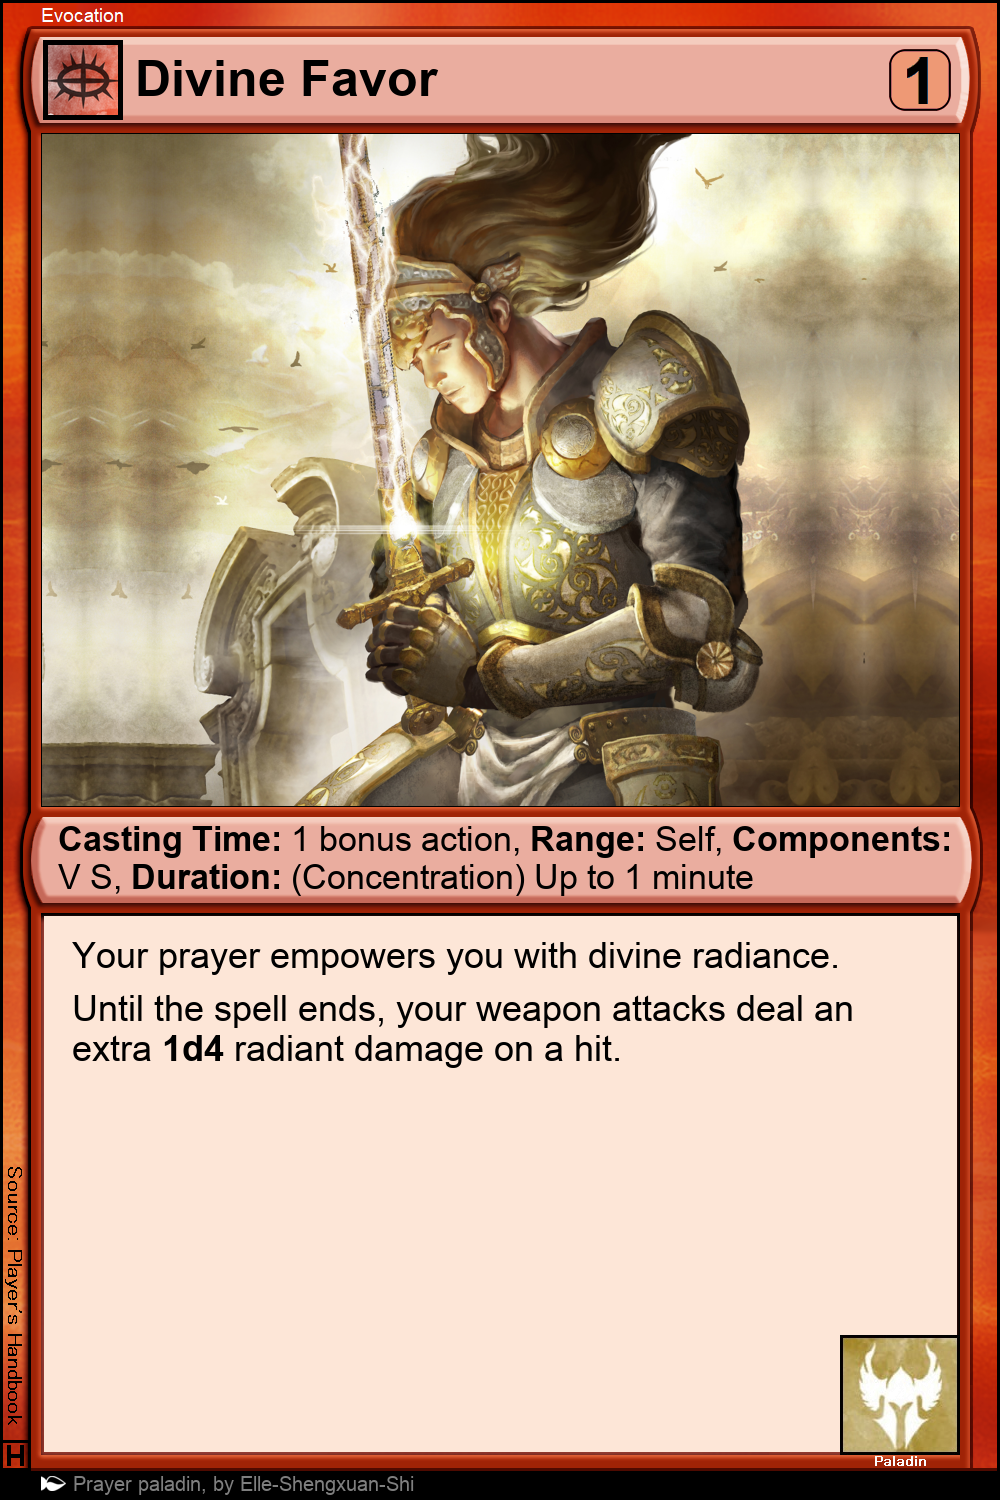 Evocation
Divine Favor
1
Casting Time: 1 bonus action, Range: Self, Components:
V S, Duration: (Concentration) Up to 1 minute
Your prayer empowers you with divine radiance.
Until the spell ends, your weapon attacks deal an
extra 1d4 radiant damage on a hit.
Source: Player's Handbook
H
Paladin
Prayer paladin, by Elle-Shengxuan-Shi